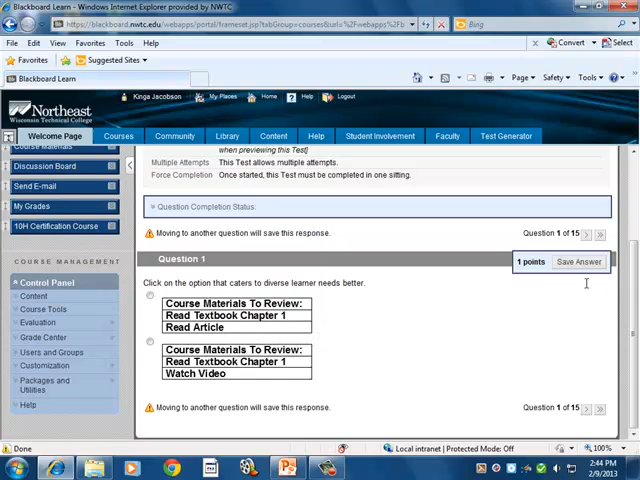 Blackboard Learn - Windows Internet Explorer provided by NWTC
https://blackboard.nwtc.edu/webapps/portal/frameset.jsp?tabGroup=courses&url=%2Fwebapps%2Fb
Bing
File Edit View Favorites Tools Help
Convert Select
Favorites Suggested Sites
Blackboard Learn
Page Safety Tools
Northeast
Wisconsin Technical College
Kinga Jacobson My Places Home Help Logout
Welcome Page Courses Community Library Content Help Student Involvement Faculty Test Generator
Course Materials
Discussion Board
Send E-mail
My Grades
10H Certification Course
COURSE MANAGEMENT
Control Panel
Content
Course Tools
Evaluation
Grade Center
Users and Groups
Customization
Packages and
Utilities
Help
when previewing this Test]
Multiple Attempts This Test allows multiple attempts.
Force Completion Once started, this Test must be completed in one sitting.
Question Completion Status:
Moving to another question will save this response.
Question 1 of 15
Question 1
1 points Save Answer
Click on the option that caters to diverse learner needs better.
Course Materials To Review:
Read Textbook Chapter 1
Read Article
Course Materials To Review:
Read Textbook Chapter 1
Watch Video
Moving to another question will save this response.
Question 1 of 15
Done
Local intranet | Protected Mode: Off
100%
2:44 PM
2/9/2013